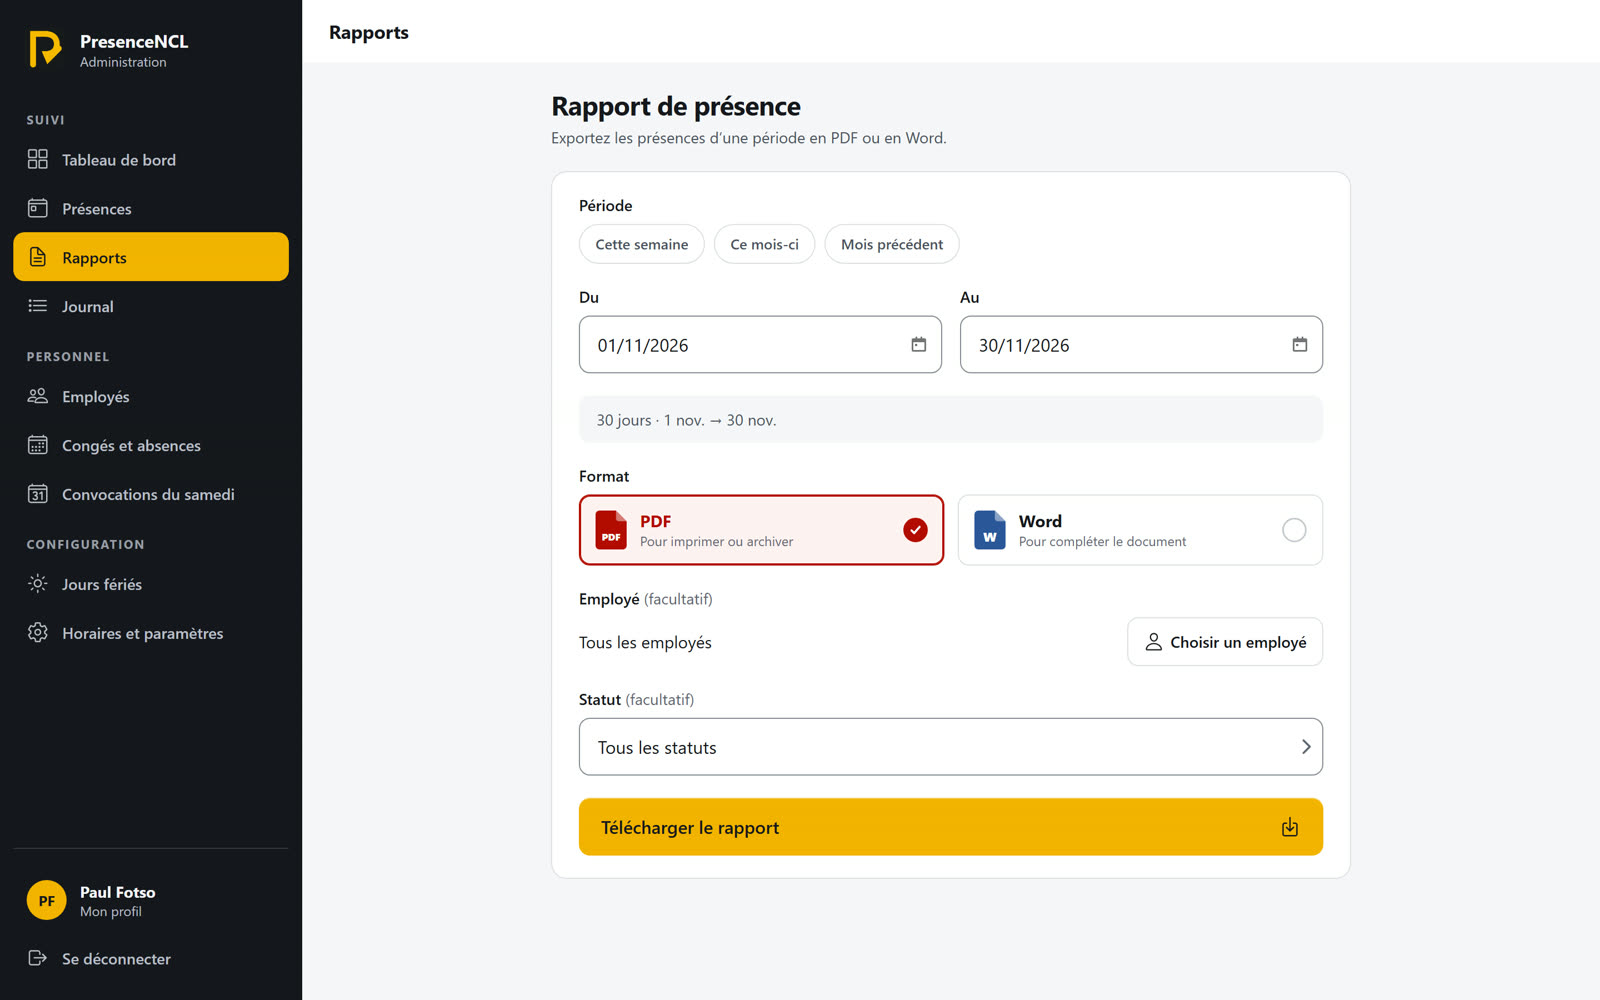 PresenceNCL
Administration
SUIVI
Tableau de bord
Présences
Rapports
Journal
PERSONNEL
Employés
Congés et absences
31
Convocations du samedi
CONFIGURATION
Jours fériés
Horaires et paramètres
PF
Paul Fotso
Mon profil
Se déconnecter
Rapports
Rapport de présence
Exportez les présences d’une période en PDF ou en Word.
Période
Cette semaine
Ce mois-ci
Mois précédent
Du
Au
01/11/2026
30/11/2026
30 jours · 1 nov. → 30 nov.
Format
PDF
PDF
Pour imprimer ou archiver
W
Word
Pour compléter le document
Employé (facultatif)
Tous les employés
Choisir un employé
Statut (facultatif)
Tous les statuts
Télécharger le rapport